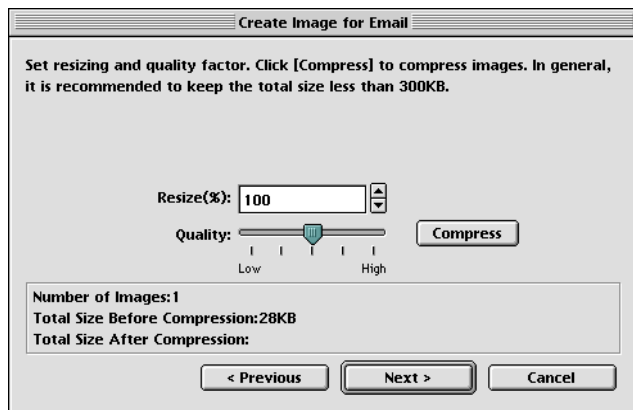 Create Image for Email
Set resizing and quality factor. Click [Compress] to compress images. In general,
it is recommended to keep the total size less than 300KB.
Resize(%): 100
Quality:
Compress
Low High
Number of Images:1
Total Size Before Compression:28KB
Total Size After Compression:
< Previous Next > Cancel